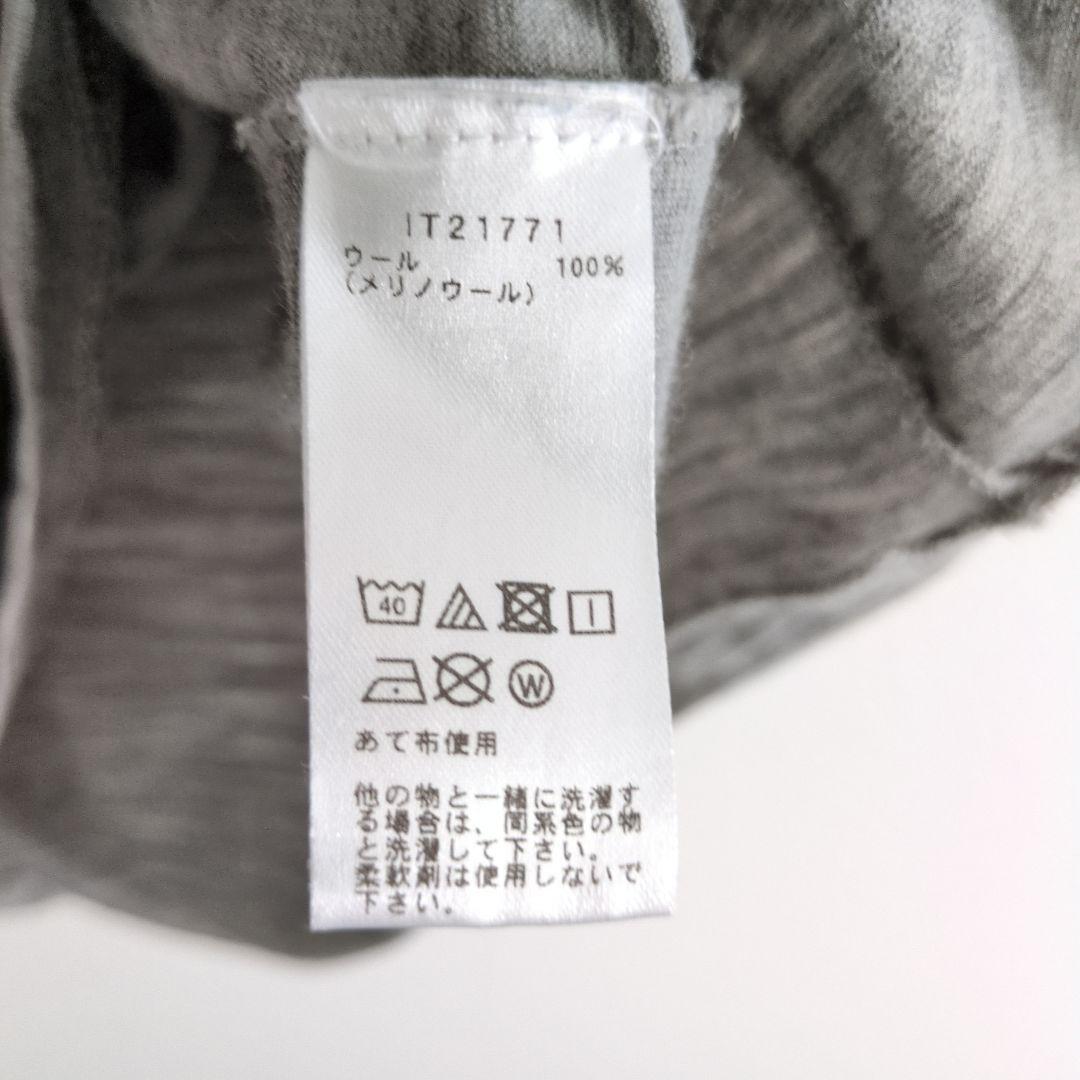 IT21771
ウール 100%
(メリノウール)
40
W
あて布使用
他の物と一緒に洗濯す
る場合は、同系色の物
と洗濯して下さい。
柔軟剤は使用しないで
下さい。